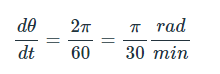 dθ/dt = 2π/60 = π/30 rad/min